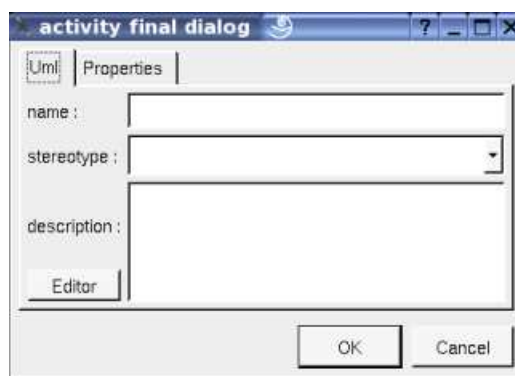 activity final dialog ? _
Uml Properties
name :
stereotype :
description :
Editor
OK Cancel